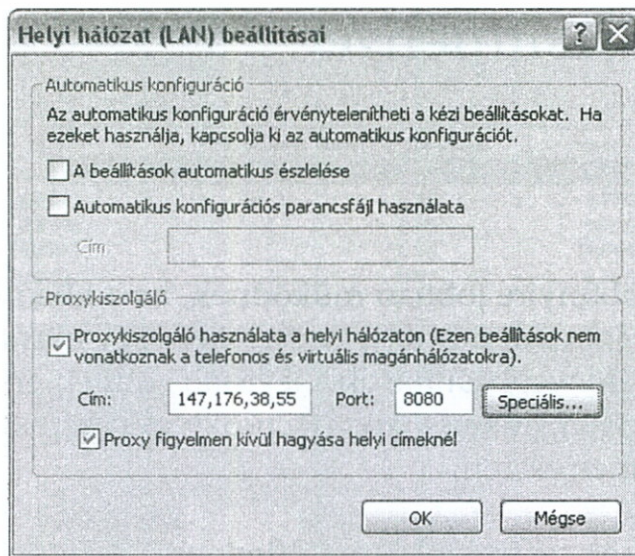 Helyi hálózat (LAN) beállításai
Automatikus konfiguráció
Az automatikus konfiguráció érvénytelenítheti a kézi beállításokat. Ha
ezeket használja, kapcsolja ki az automatikus konfigurációt.
A beállítások automatikus észlelése
Automatikus konfigurációs parancsfájl használata
Cím
Proxykiszolgáló
Proxykiszolgáló használata a helyi hálózaton (Ezen beállítások nem
vonatkoznak a telefonos és virtuális magánhálózatokra).
Cím: 147,176,38,55 Port: 8080 Speciális...
Proxy figyelmen kívül hagyása helyi címeknél
OK Mégse